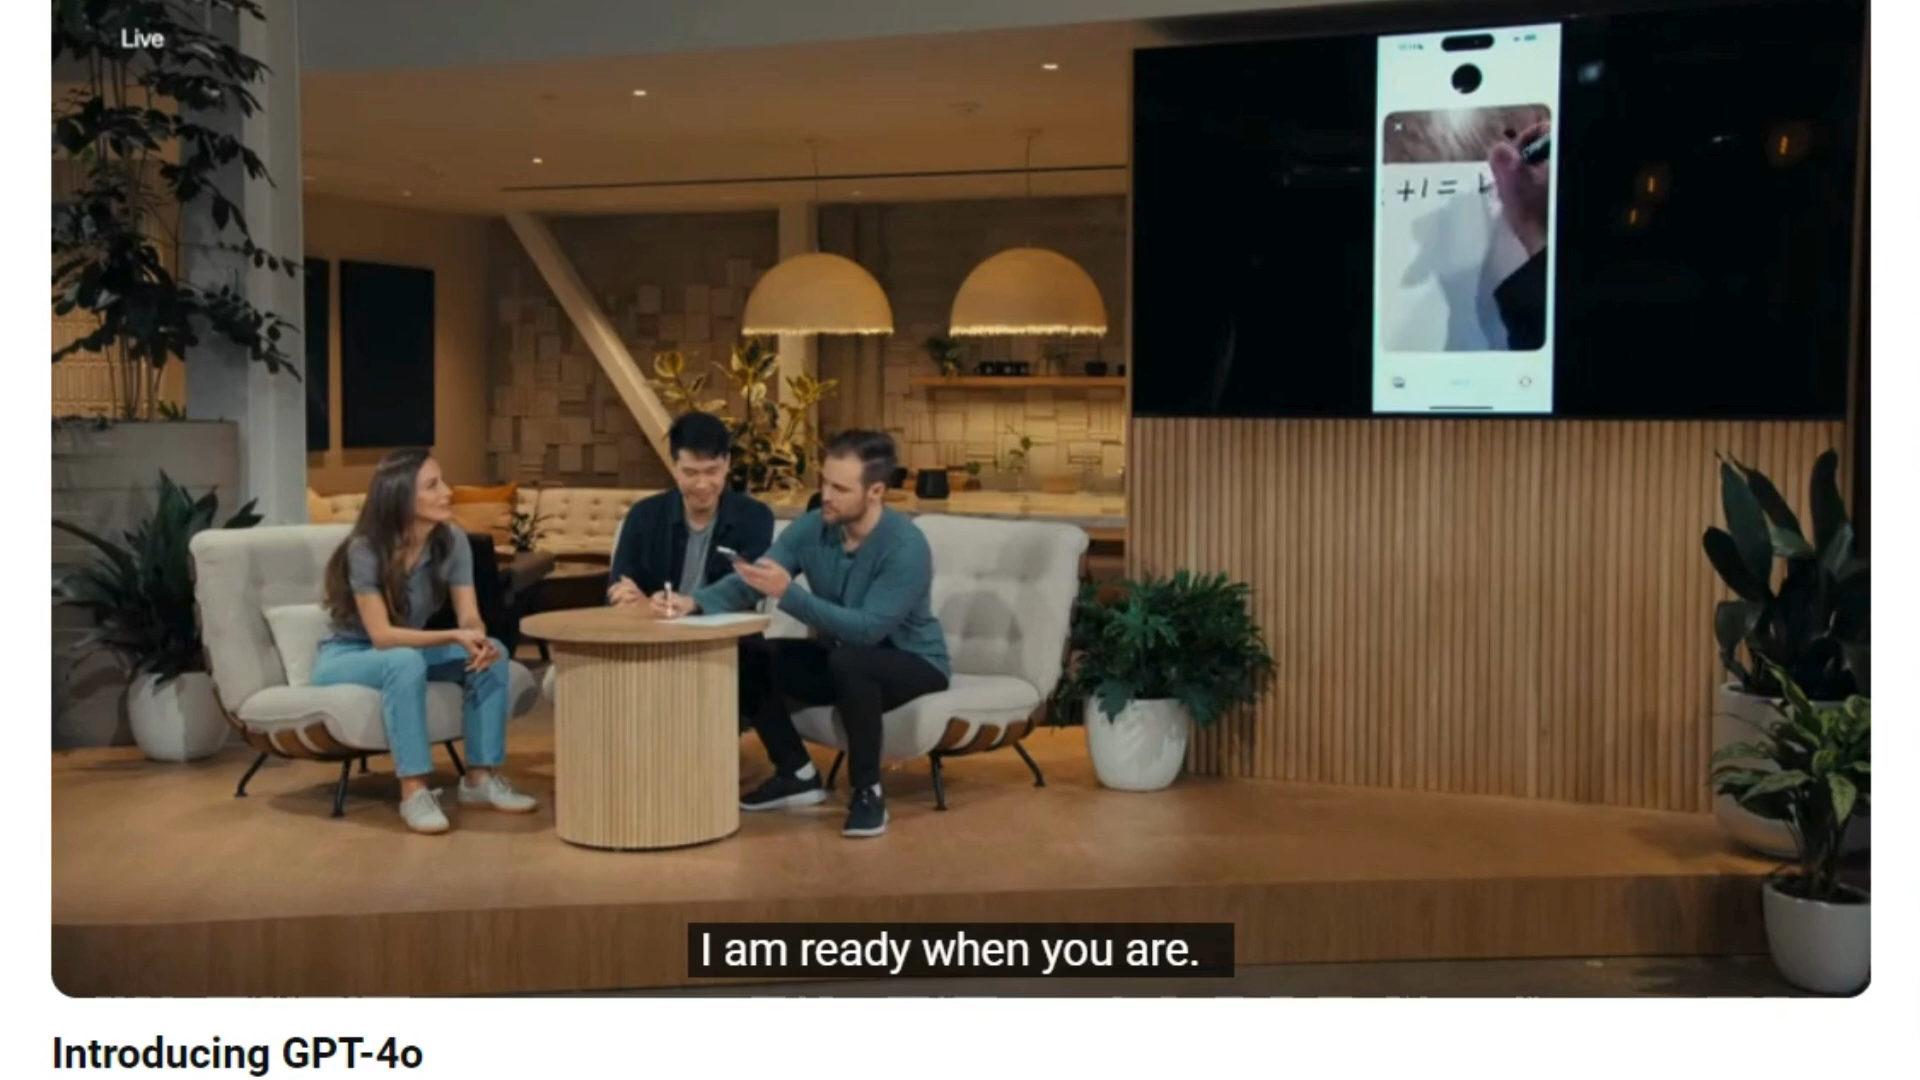 Live
+1=
I am ready when you are.
Introducing GPT-4o